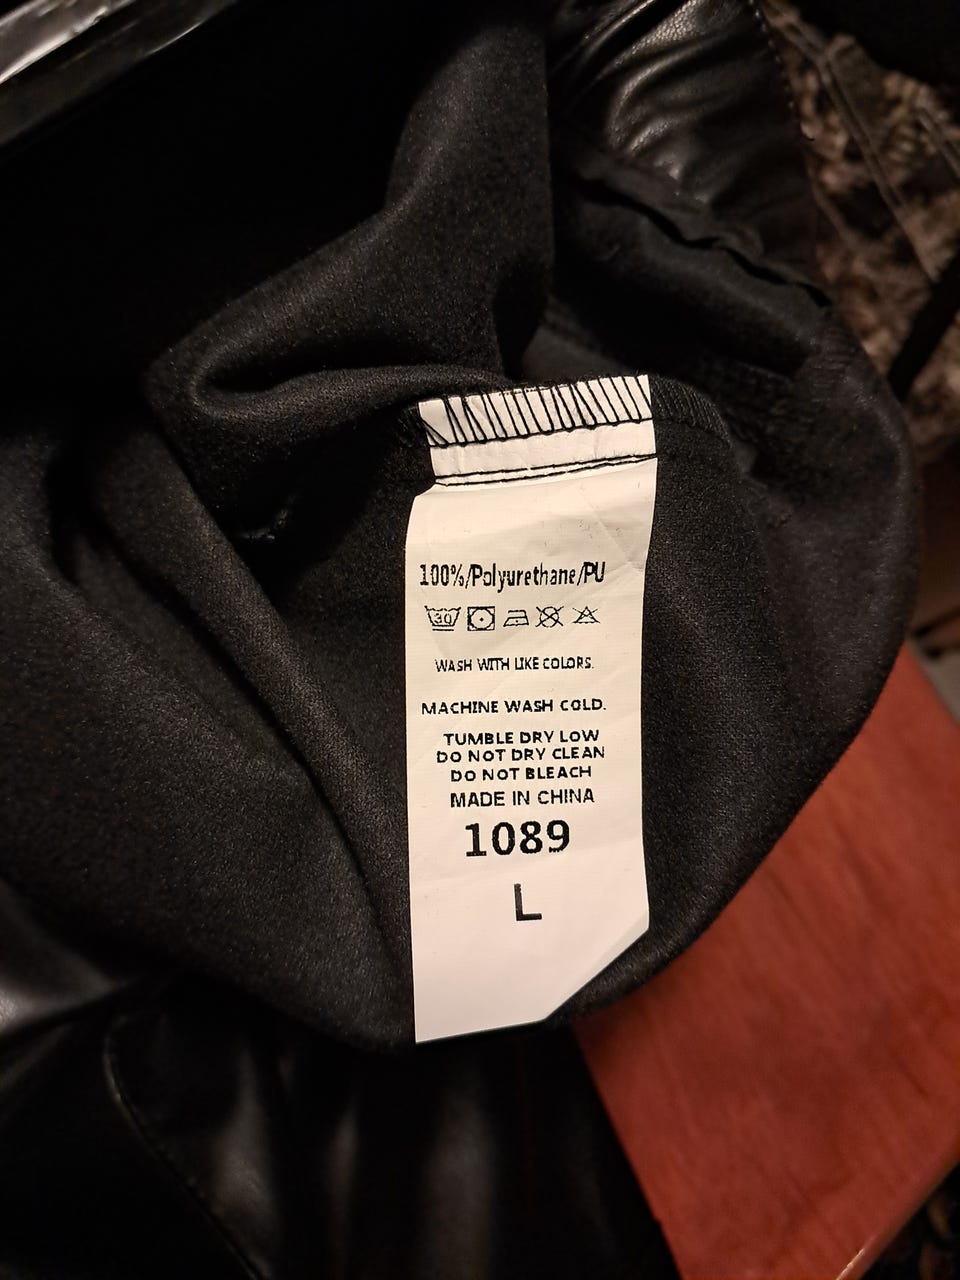 100%/Polyurethane/PU
30
WASH WITH LIKE COLORS.
MACHINE WASH COLD.
TUMBLE DRY LOW
DO NOT DRY CLEAN
DO NOT BLEACH
MADE IN CHINA
1089
L